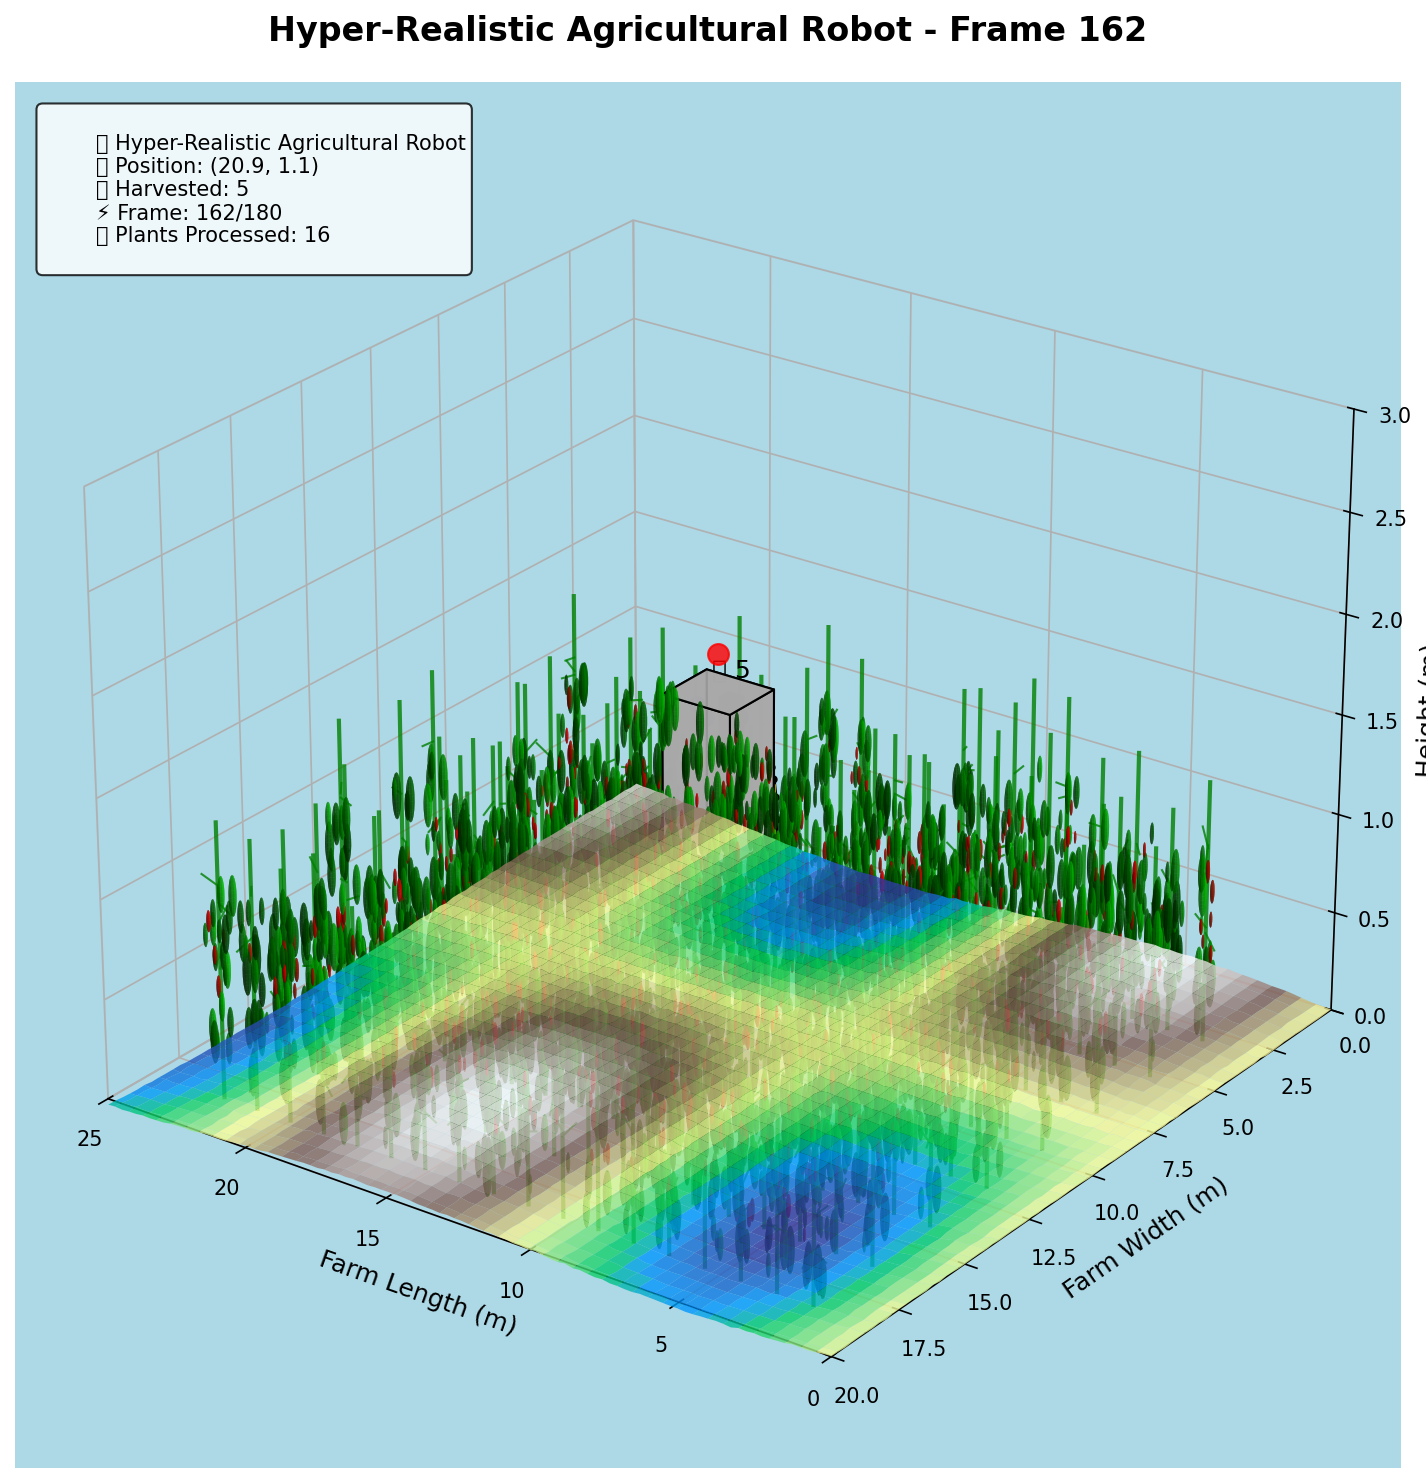 Hyper-Realistic Agricultural Robot - Frame 162
Hyper-Realistic Agricultural Robot
Position: (20.9, 1.1)
Harvested: 5
⚡ Frame: 162/180
Plants Processed: 16
5
3.0
2.5
2.0
1.5
1.0
0.5
0.0
Height (m)
0.0
2.5
5.0
7.5
10.0
12.5
15.0
17.5
20.0
Farm Width (m)
25
20
15
10
5
0
Farm Length (m)